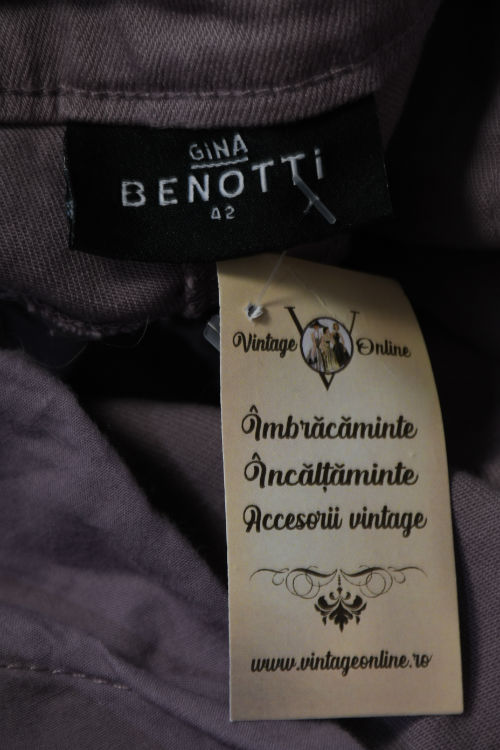 GINA
BENOTTI
42
Vintage V Online
Îmbrăcăminte
Încălțăminte
Accesorii vintage
www.vintageonline.ro